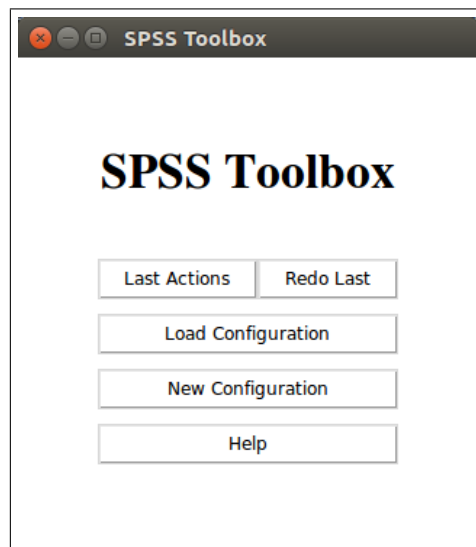 SPSS Toolbox
SPSS Toolbox
Last Actions Redo Last
Load Configuration
New Configuration
Help